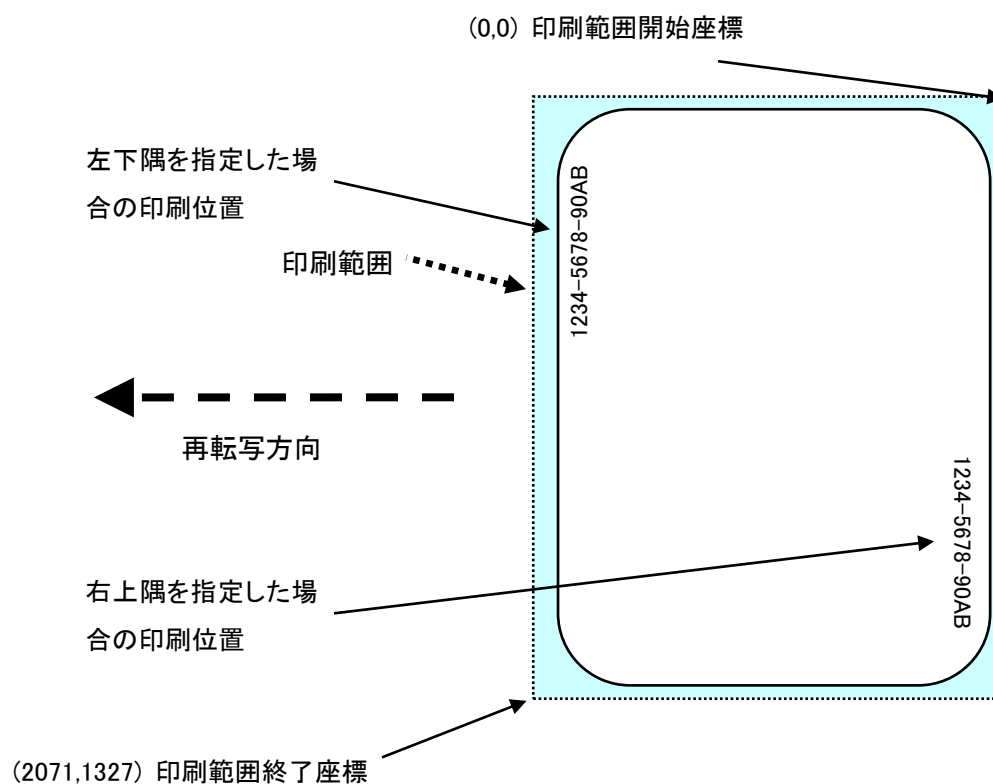 (0,0) 印刷範囲開始座標
左下隅を指定した場
合の印刷位置
1234-5678-90AB
印刷範囲
再転写方向
1234-5678-90AB
右上隅を指定した場
合の印刷位置
(2071,1327) 印刷範囲終了座標